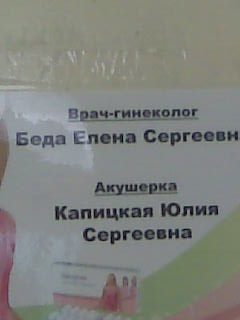 Врач-гинеколог
Беда Елена Сергеевн
Акушерка
Капицкая Юлия
Сергеевна